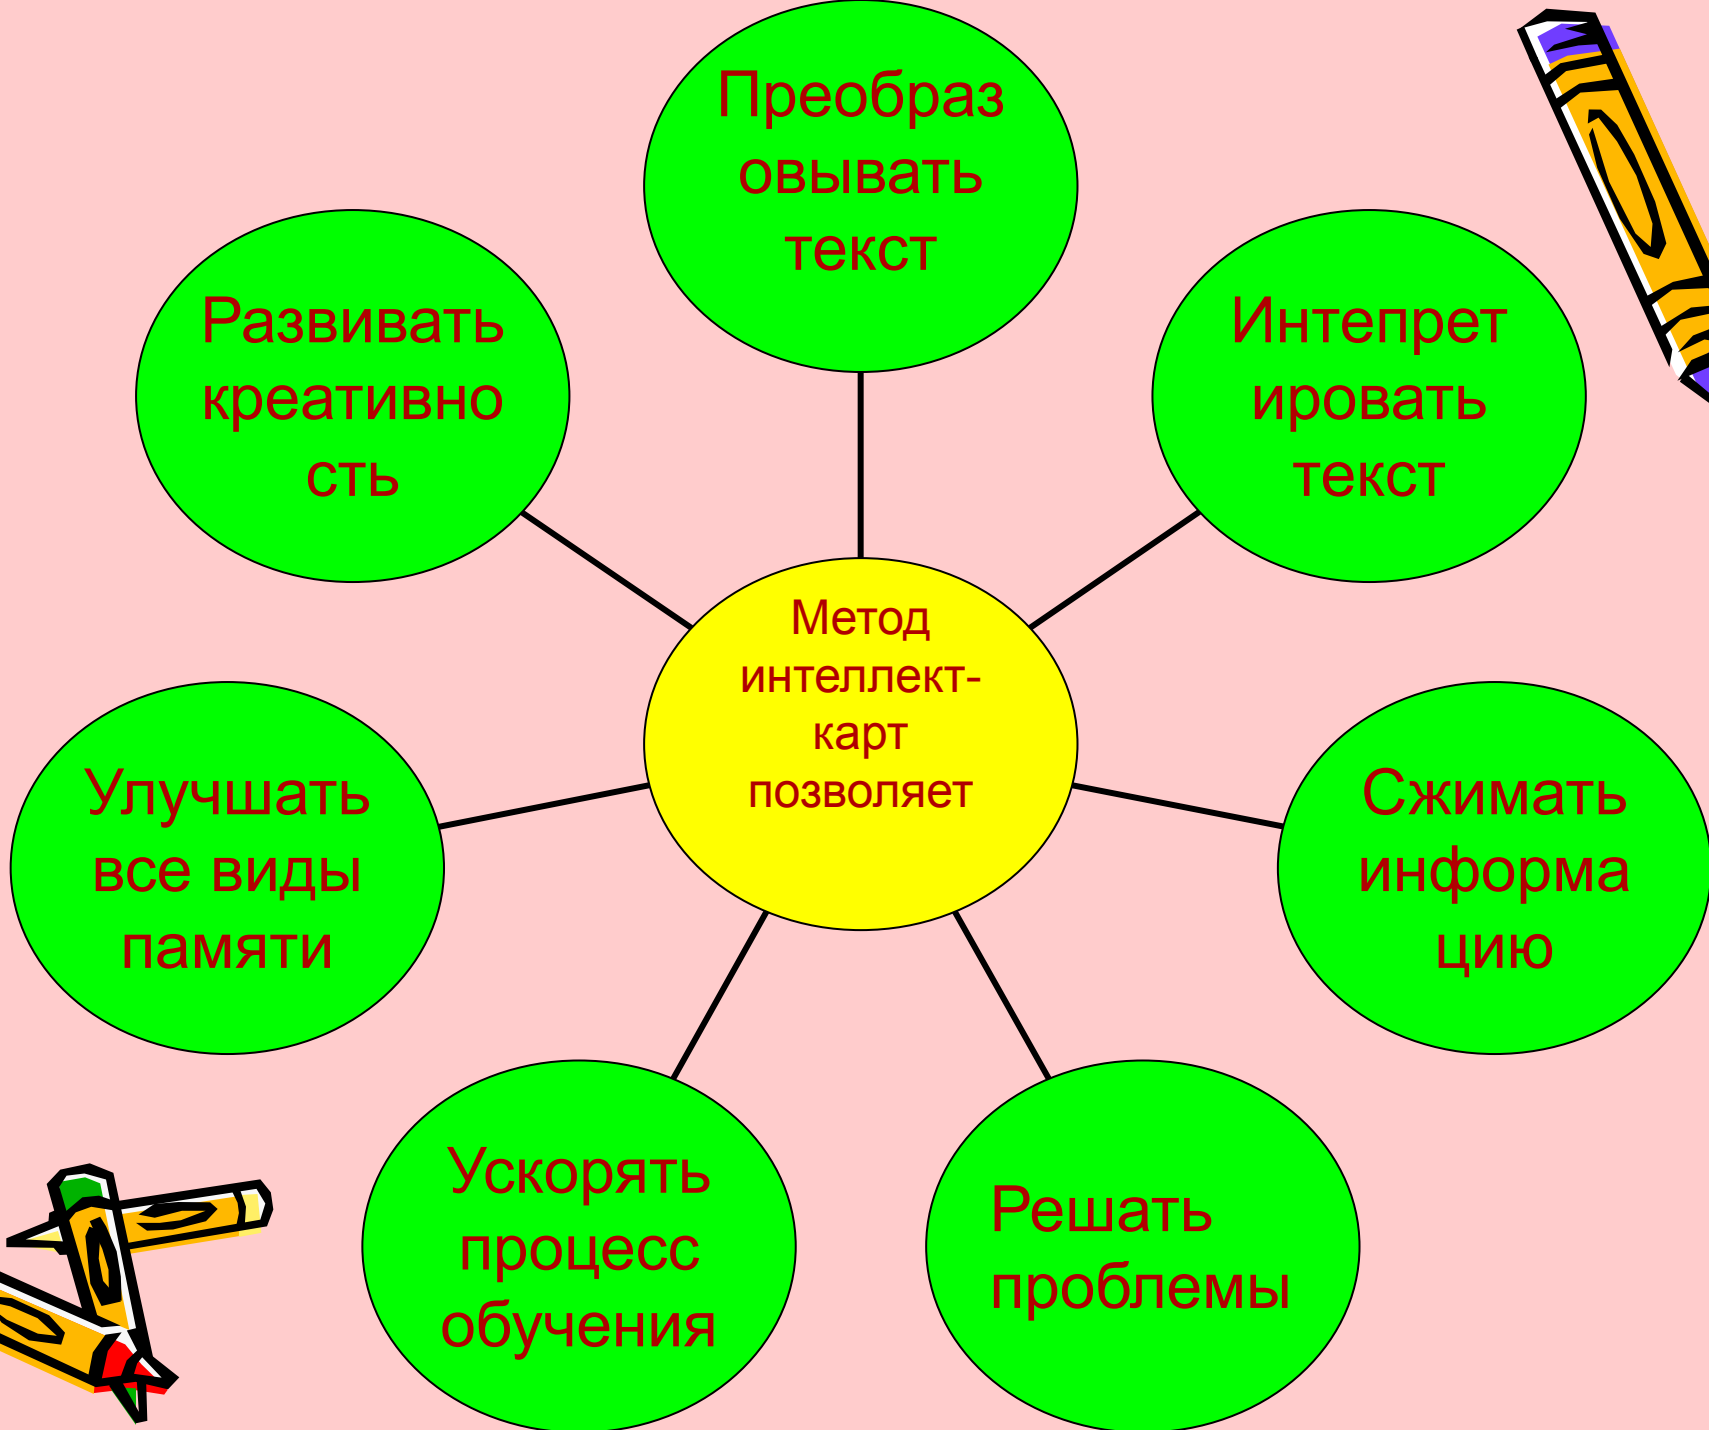 Преобраз
овывать
текст
Развивать
креативно
сть
Интепрет
ировать
текст
Метод
интеллект-
карт
позволяет
Улучшать
все виды
памяти
Сжимать
информа
цию
Ускорять
процесс
обучения
Решать
проблемы